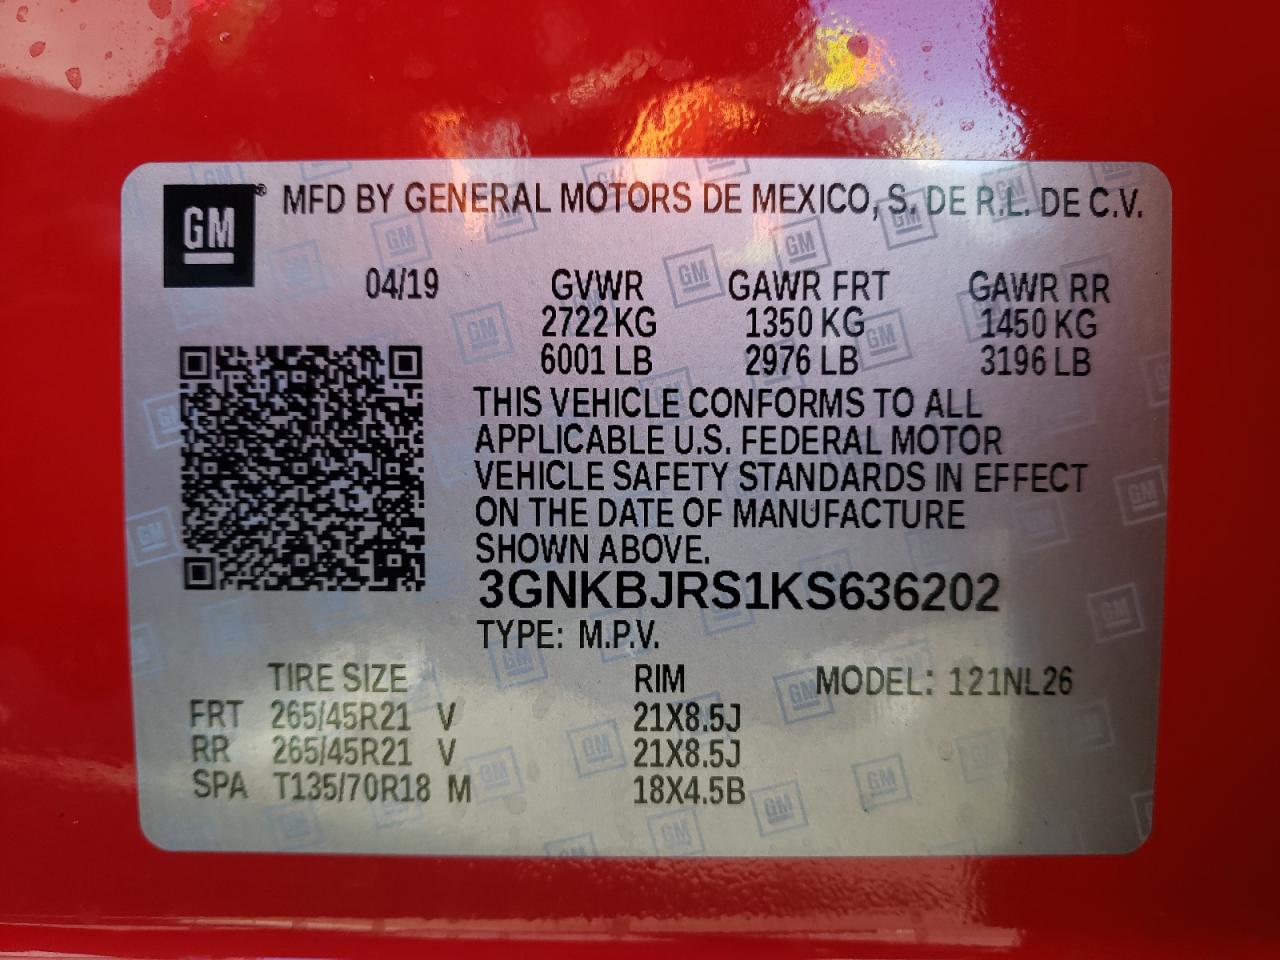 GM® MFD BY GENERAL MOTORS DE MEXICO, S. DE R.L. DE C.V.
04/19 GVWR GAWR FRT GAWR RR
2722 KG 1350 KG 1450 KG
6001 LB 2976 LB 3196 LB
THIS VEHICLE CONFORMS TO ALL
APPLICABLE U.S. FEDERAL MOTOR
VEHICLE SAFETY STANDARDS IN EFFECT
ON THE DATE OF MANUFACTURE
SHOWN ABOVE.
3GNKBJRS1KS636202
TYPE: M.P.V.
TIRE SIZE RIM MODEL: 121NL26
FRT 265/45R21 V 21X8.5J
RR 265/45R21 V 21X8.5J
SPA T135/70R18 M 18X4.5B